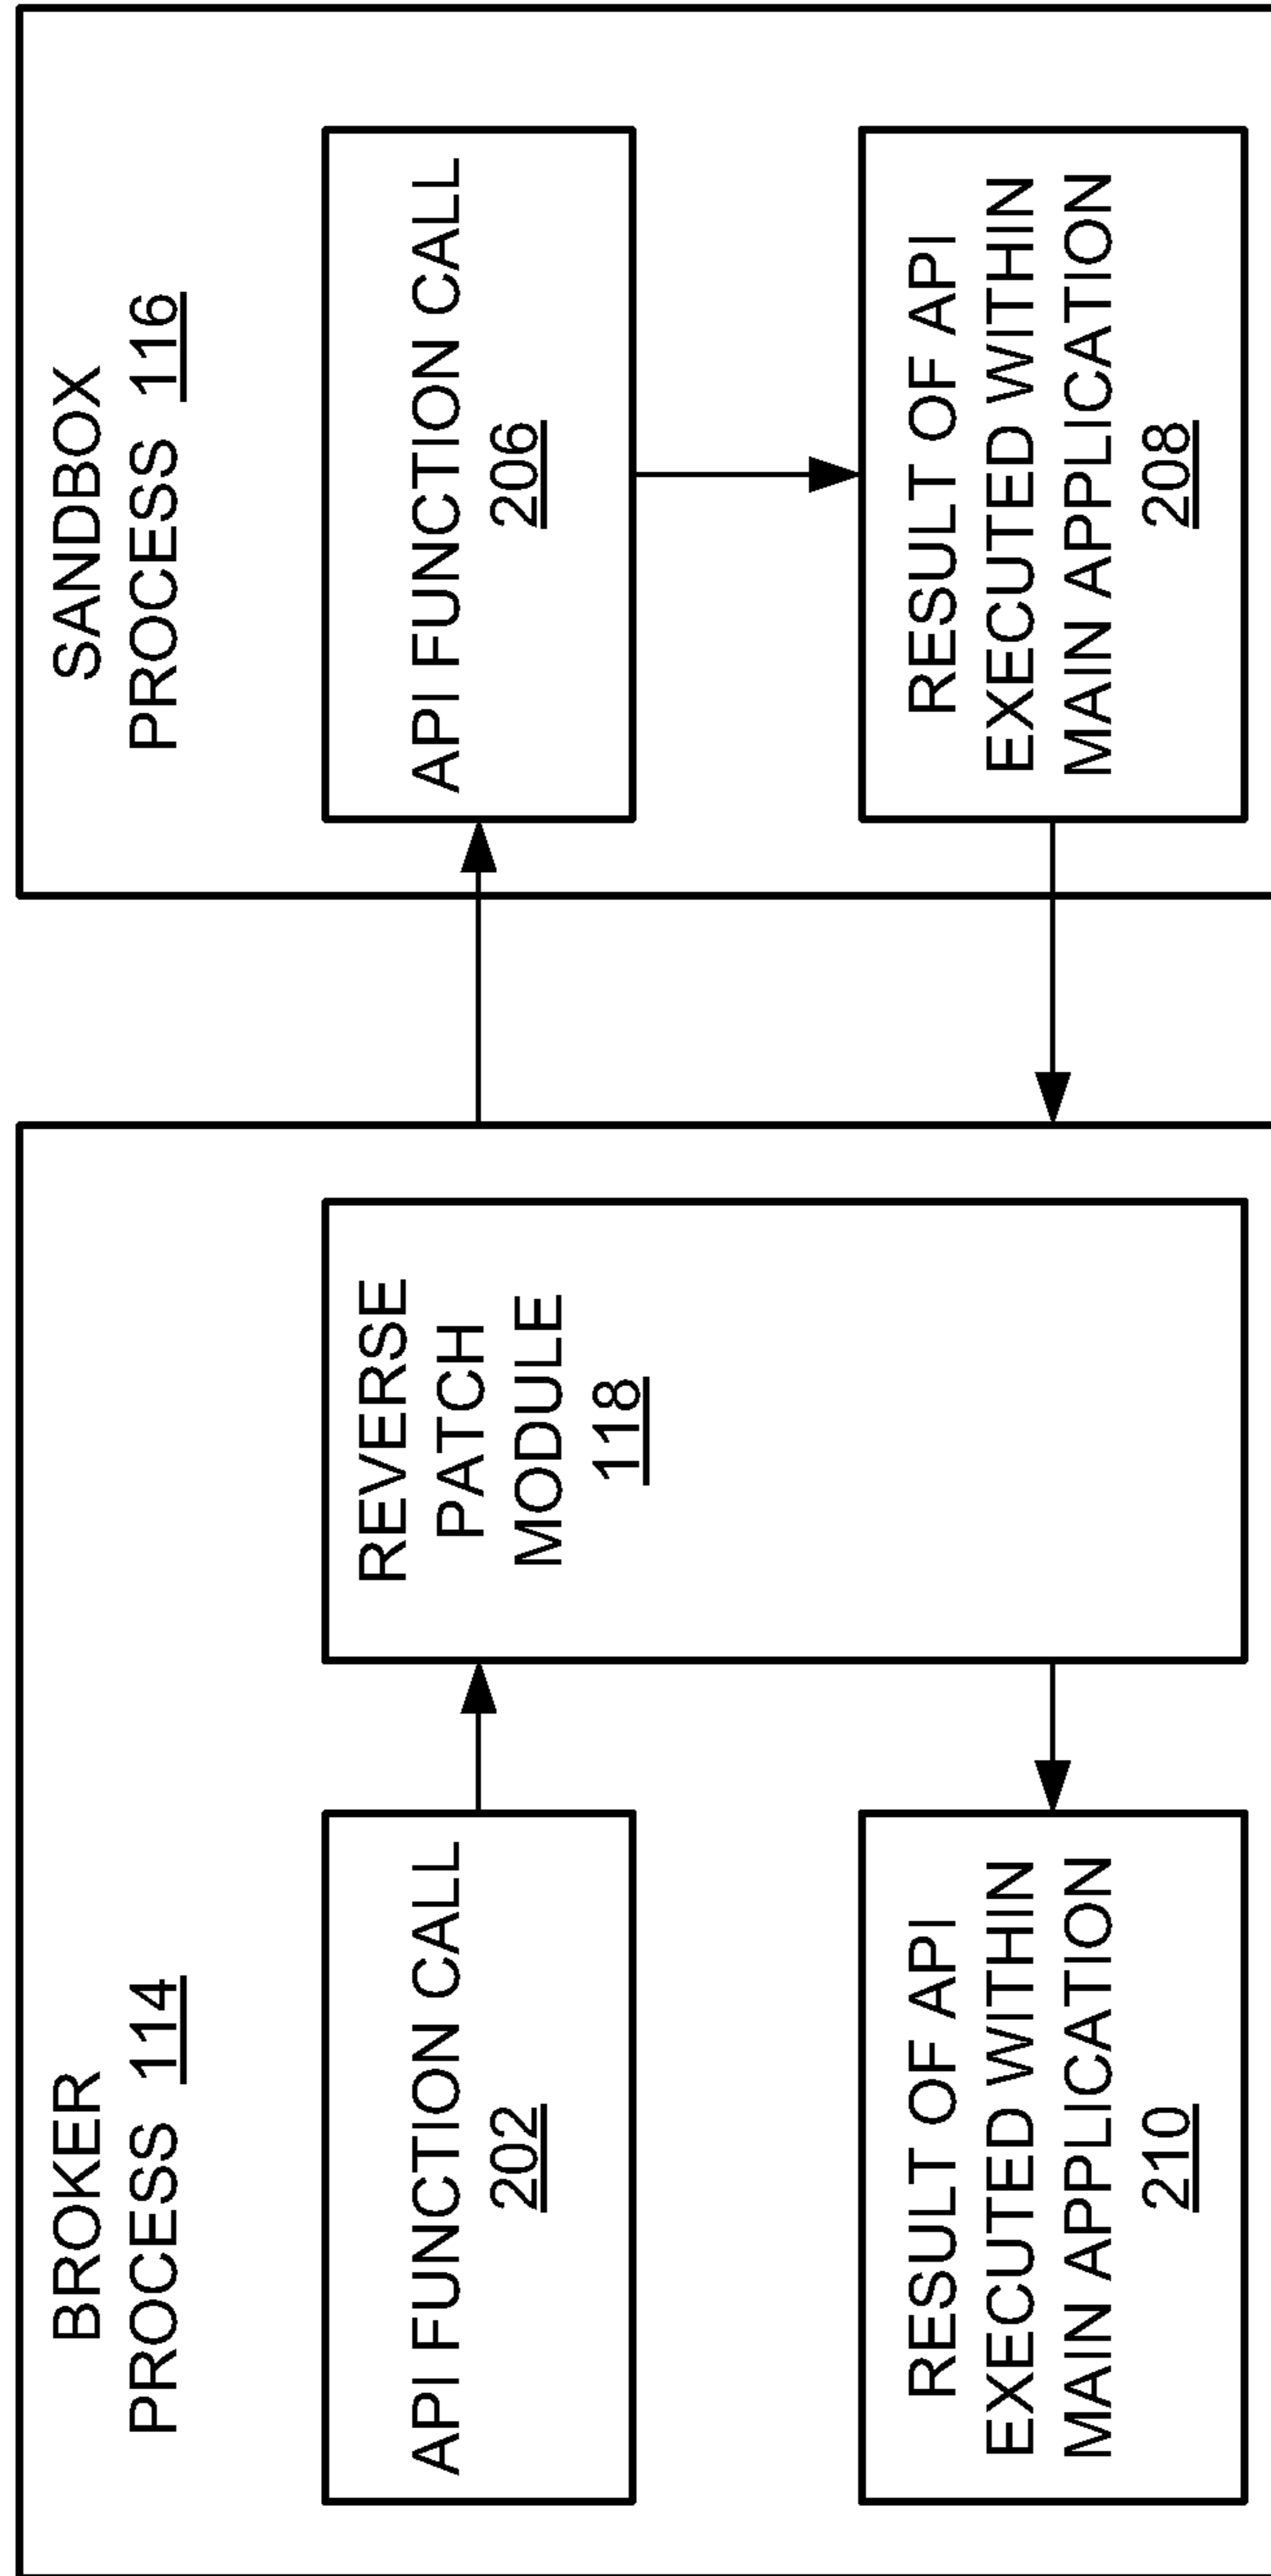 BROKER
PROCESS 114
API FUNCTION CALL
202
REVERSE
PATCH
MODULE
118
RESULT OF API
EXECUTED WITHIN
MAIN APPLICATION
210
SANDBOX
PROCESS 116
API FUNCTION CALL
206
RESULT OF API
EXECUTED WITHIN
MAIN APPLICATION
208